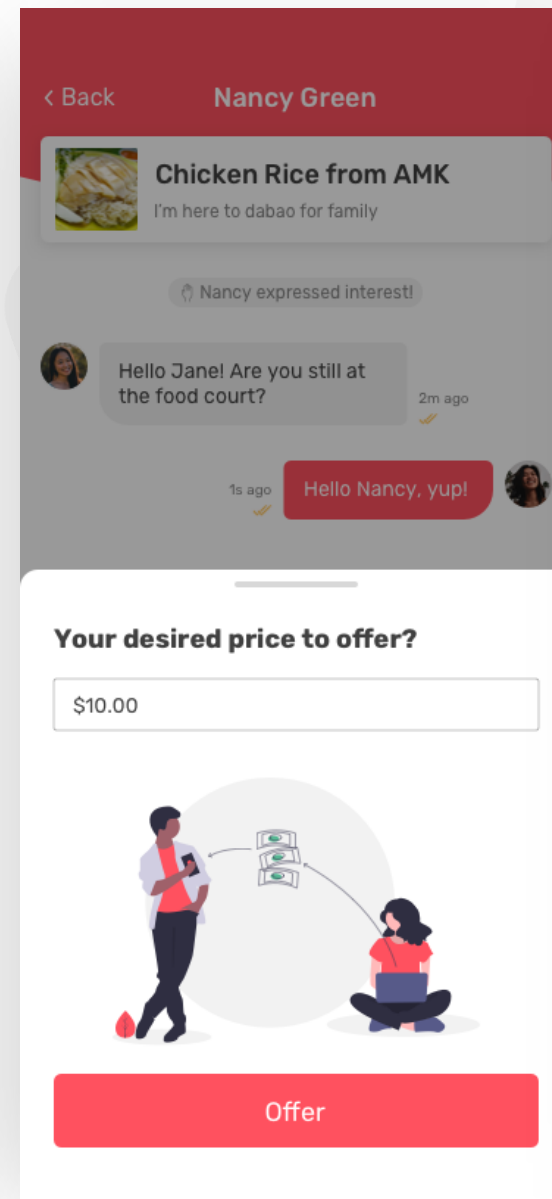 < Back
Nancy Green
Chicken Rice from AMK
I'm here to dabao for family
Nancy expressed interest!
Hello Jane! Are you still at
the food court?
2m ago
1s ago
Hello Nancy, yup!
Your desired price to offer?
$10.00
Offer